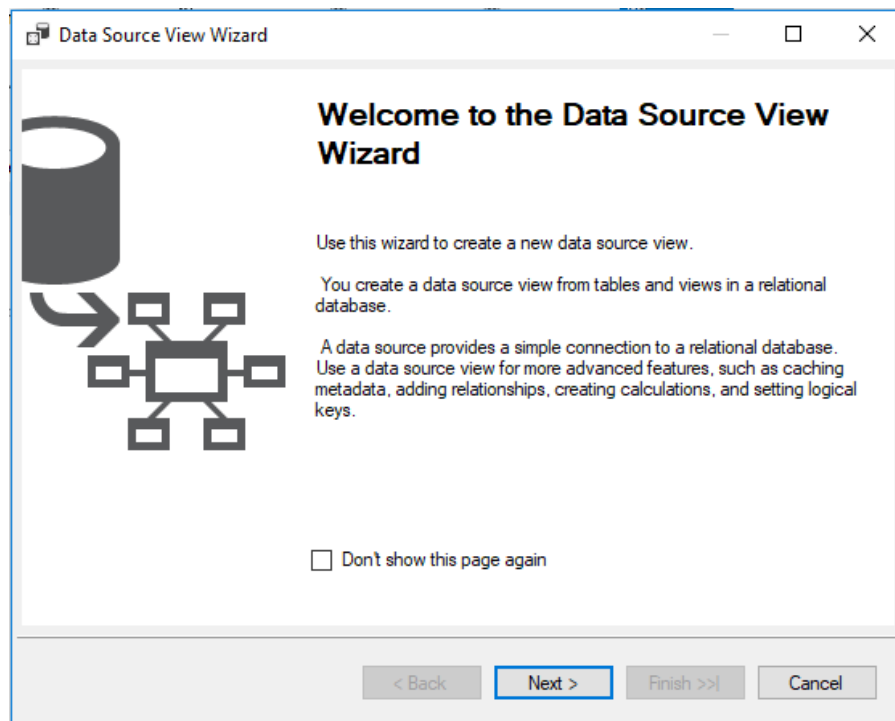 Data Source View Wizard
Welcome to the Data Source View
Wizard
Use this wizard to create a new data source view.
You create a data source view from tables and views in a relational
database.
A data source provides a simple connection to a relational database.
Use a data source view for more advanced features, such as caching
metadata, adding relationships, creating calculations, and setting logical
keys.
Don't show this page again
< Back
Next >
Finish >>|
Cancel